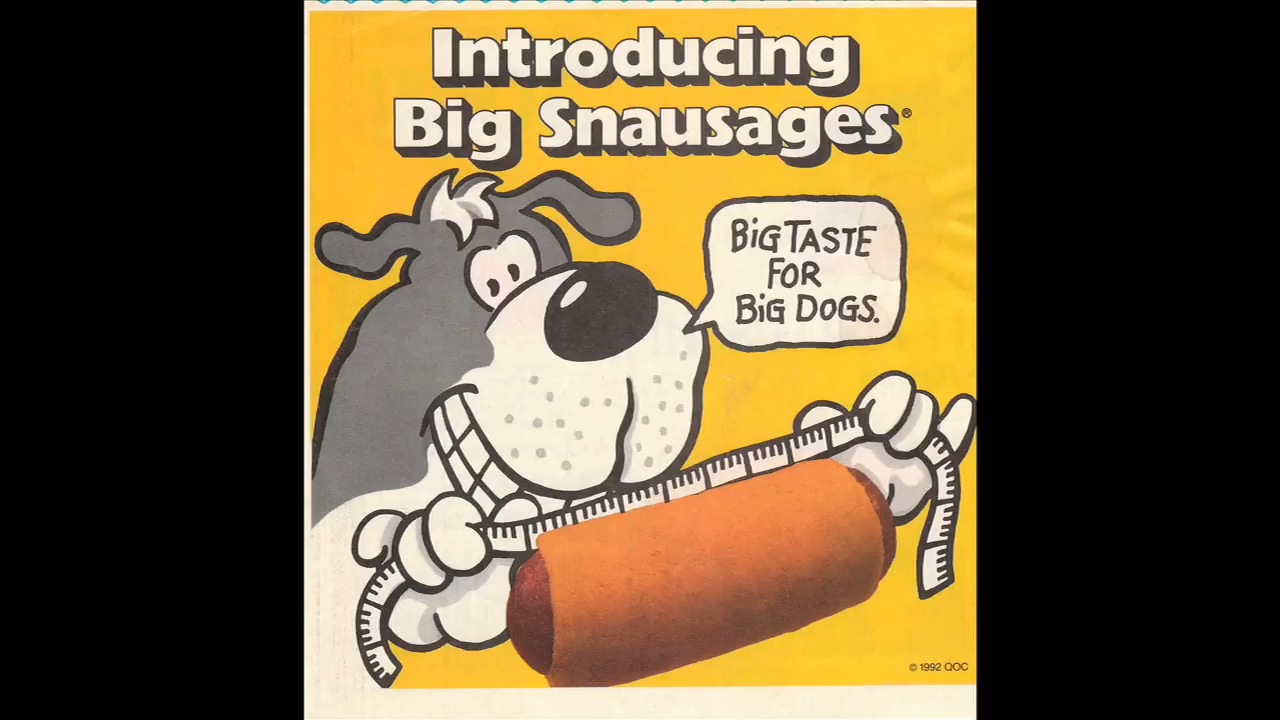 Introducing
Big Snausages®
BiG TASTE
FOR
BiG DOGS.
© 1992 QOC